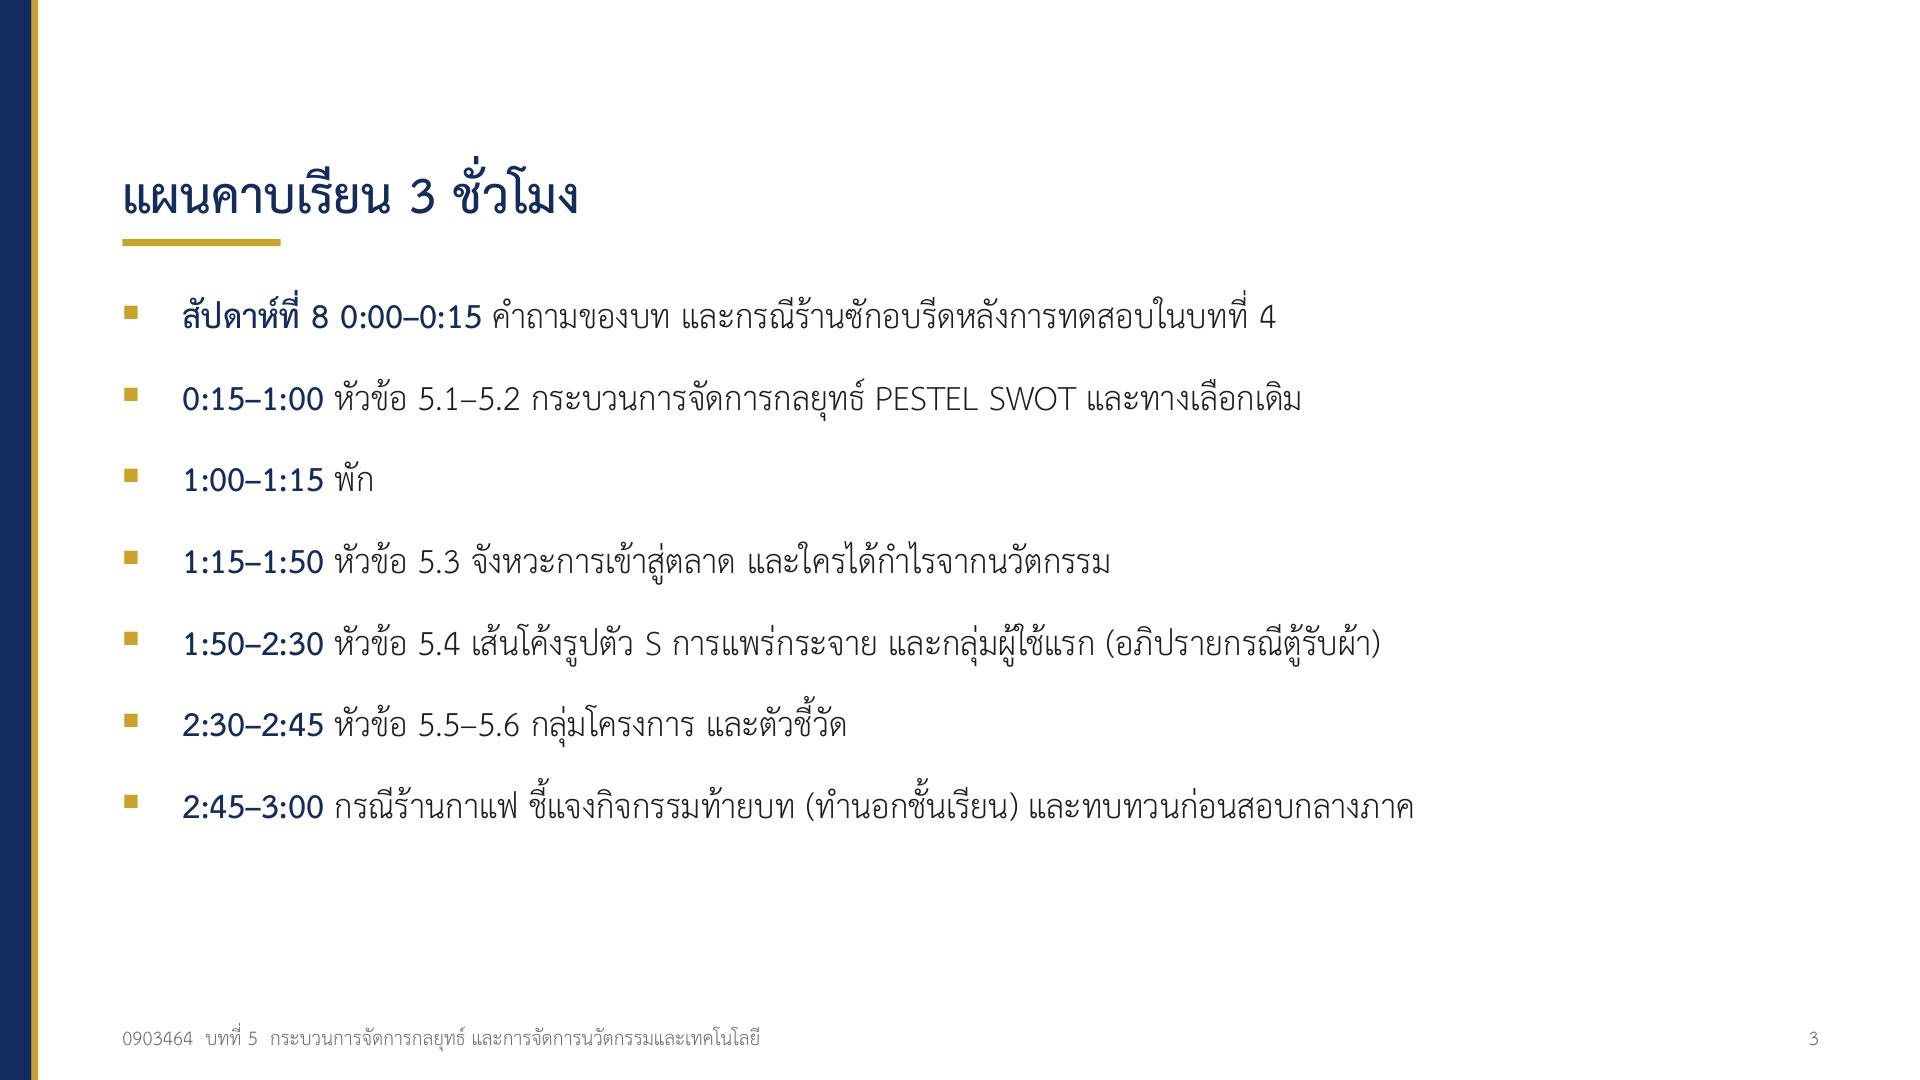 แผนคาบเรียน 3 ชั่วโมง
สัปดาห์ที่ 8 0:00–0:15 คำถามของบท และกรณีร้านซักอบรีดหลังการทดสอบในบทที่ 4
0:15–1:00 หัวข้อ 5.1–5.2 กระบวนการจัดการกลยุทธ์ PESTEL SWOT และทางเลือกเดิม
1:00–1:15 พัก
1:15–1:50 หัวข้อ 5.3 จังหวะการเข้าสู่ตลาด และใครได้กำไรจากนวัตกรรม
1:50–2:30 หัวข้อ 5.4 เส้นโค้งรูปตัว S การแพร่กระจาย และกลุ่มผู้ใช้แรก (อภิปรายกรณีตู้รับผ้า)
2:30–2:45 หัวข้อ 5.5–5.6 กลุ่มโครงการ และตัวชี้วัด
2:45–3:00 กรณีร้านกาแฟ ชี้แจงกิจกรรมท้ายบท (ทำนอกชั้นเรียน) และทบทวนก่อนสอบกลางภาค
0903464 บทที่ 5 กระบวนการจัดการกลยุทธ์ และการจัดการนวัตกรรมและเทคโนโลยี
3